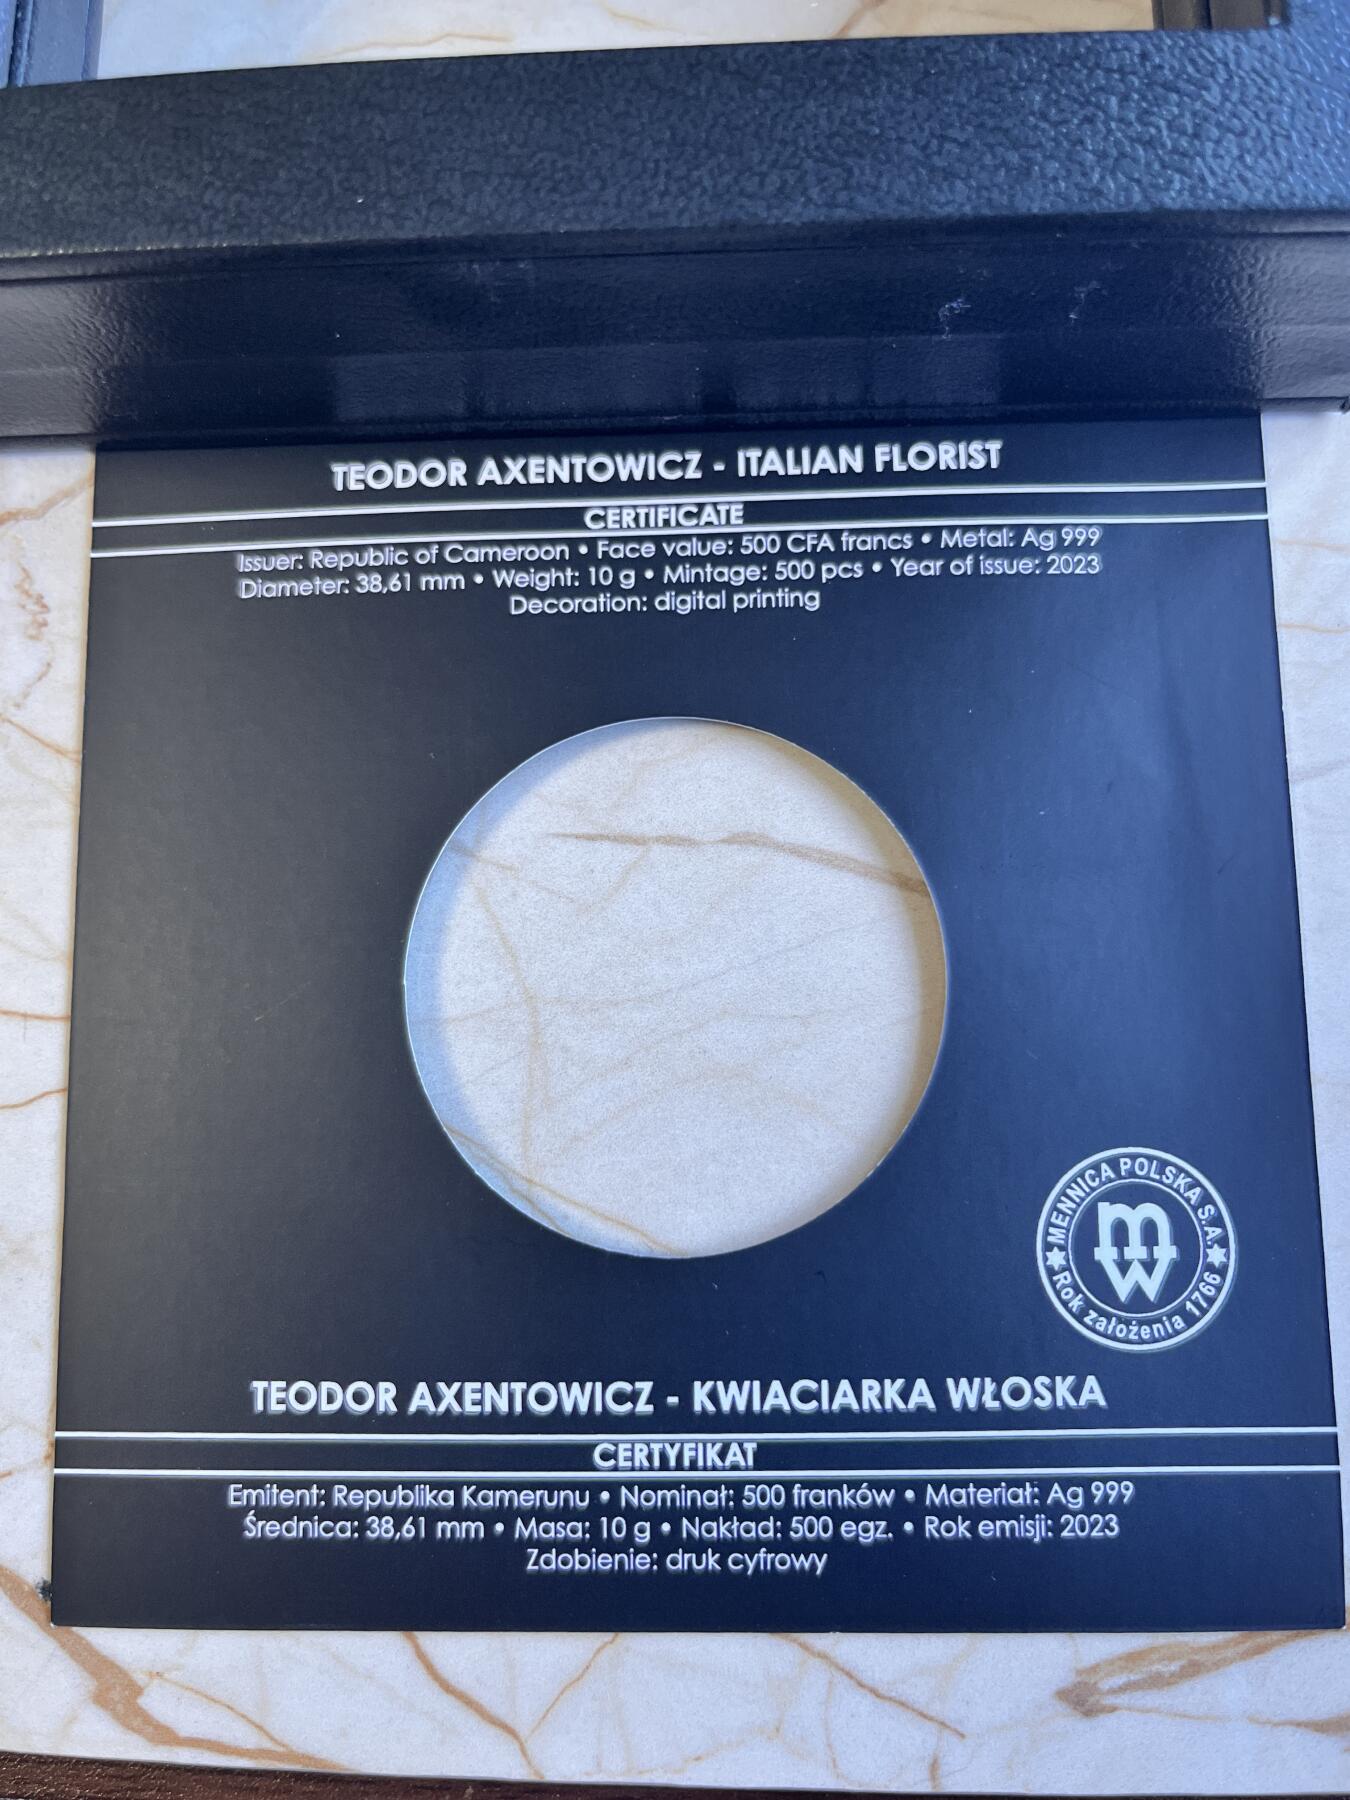 TEODOR AXENTOWICZ - ITALIAN FLORIST
CERTIFICATE
Issuer: Republic of Cameroon • Face value: 500 CFA francs • Metal: Ag 999
Diameter: 38,61 mm • Weight: 10 g • Mintage: 500 pcs • Year of issue: 2023
Decoration: digital printing
MENNICA POLSKA S.A.
mw
Rok założenia 1766
TEODOR AXENTOWICZ - KWIACIARKA WŁOSKA
CERTYFIKAT
Emitent: Republika Kamerunu • Nominał: 500 franków • Materiał: Ag 999
Średnica: 38,61 mm • Masa: 10 g • Nakład: 500 egz. • Rok emisji: 2023
Zdobienie: druk cyfrowy